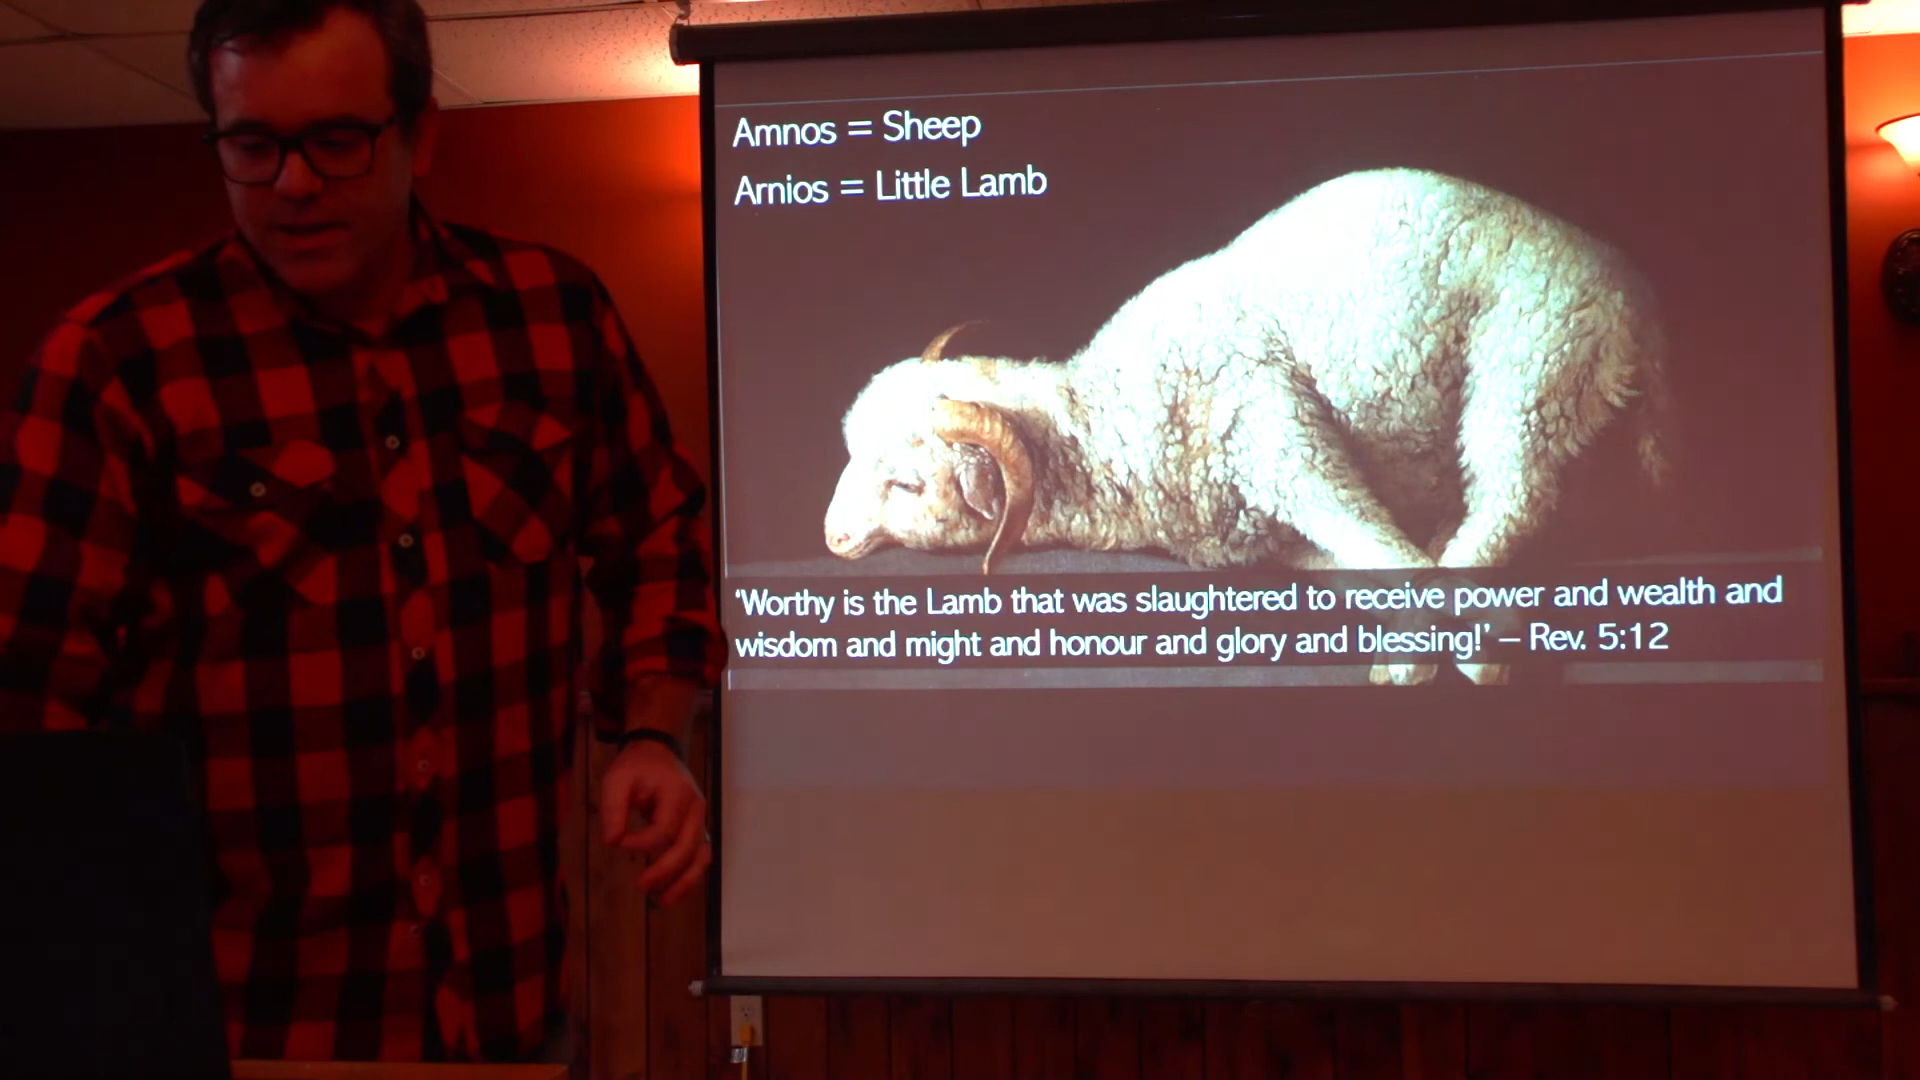 Amnos = Sheep
Arnios = Little Lamb
‘Worthy is the Lamb that was slaughtered to receive power and wealth and
wisdom and might and honour and glory and blessing!’ – Rev. 5:12